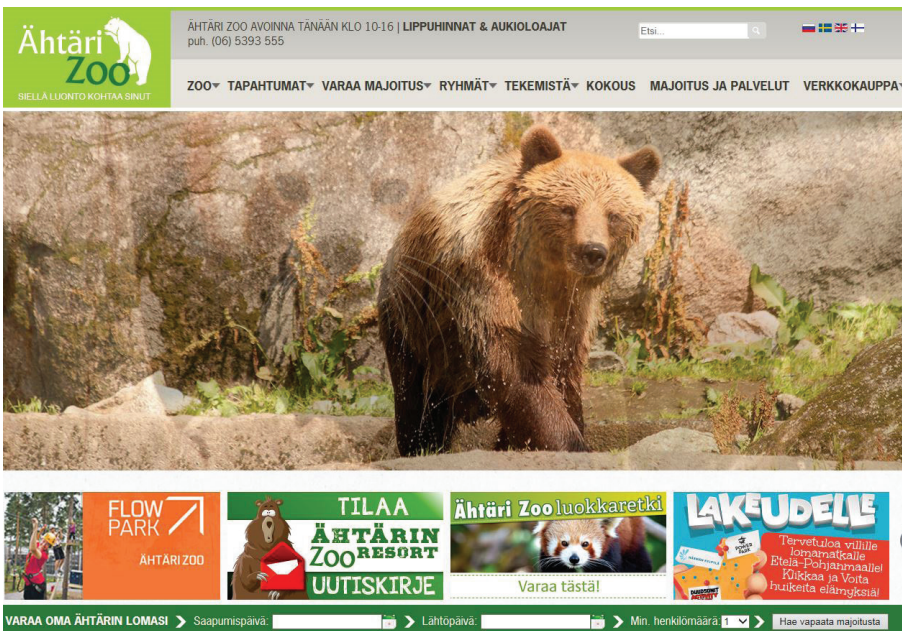 Ähtäri
Zoo
SIELLÄ LUONTO KOHTAA SINUT
ÄHTÄRI ZOO AVOINNA TÄNÄÄN KLO 10-16 | LIPPUHINNAT & AUKIOLOAJAT
puh. (06) 5393 555
Etsi...
ZOO TAPAHTUMAT VARAA MAJOITUS RYHMÄT TEKEMISTÄ KOKOUS MAJOITUS JA PALVELUT VERKKOKAUPPA
FLOW
PARK
ÄHTÄRI ZOO
TILAA
ÄHTÄRIN
ZOO RESORT
UUTISKIRJE
Ähtäri Zoo luokkaretki
Varaa tästä!
LAKEUDELLE
POWER
PARK
Tervetuloa villille
lomamatkalle
Etelä-Pohjanmaalle!
Klikkaa ja Voita
huikeita elämyksiä!
VARAA OMA ÄHTÄRIN LOMASI Saapumispäivä: Lähtöpäivä: Min. henkilömäärä: 1 Hae vapaata majoitusta